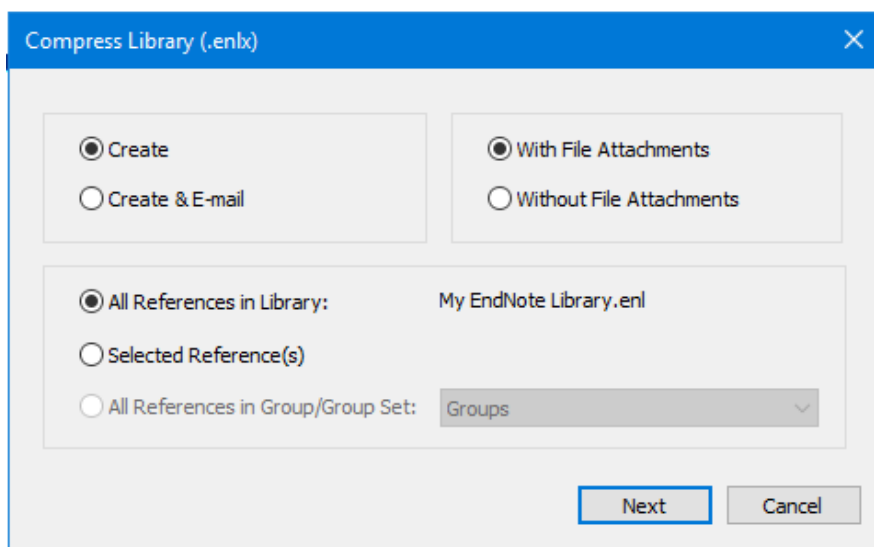 Compress Library (.enlx)
Create
Create & E-mail
With File Attachments
Without File Attachments
All References in Library: My EndNote Library.enl
Selected Reference(s)
All References in Group/Group Set: Groups
Next Cancel